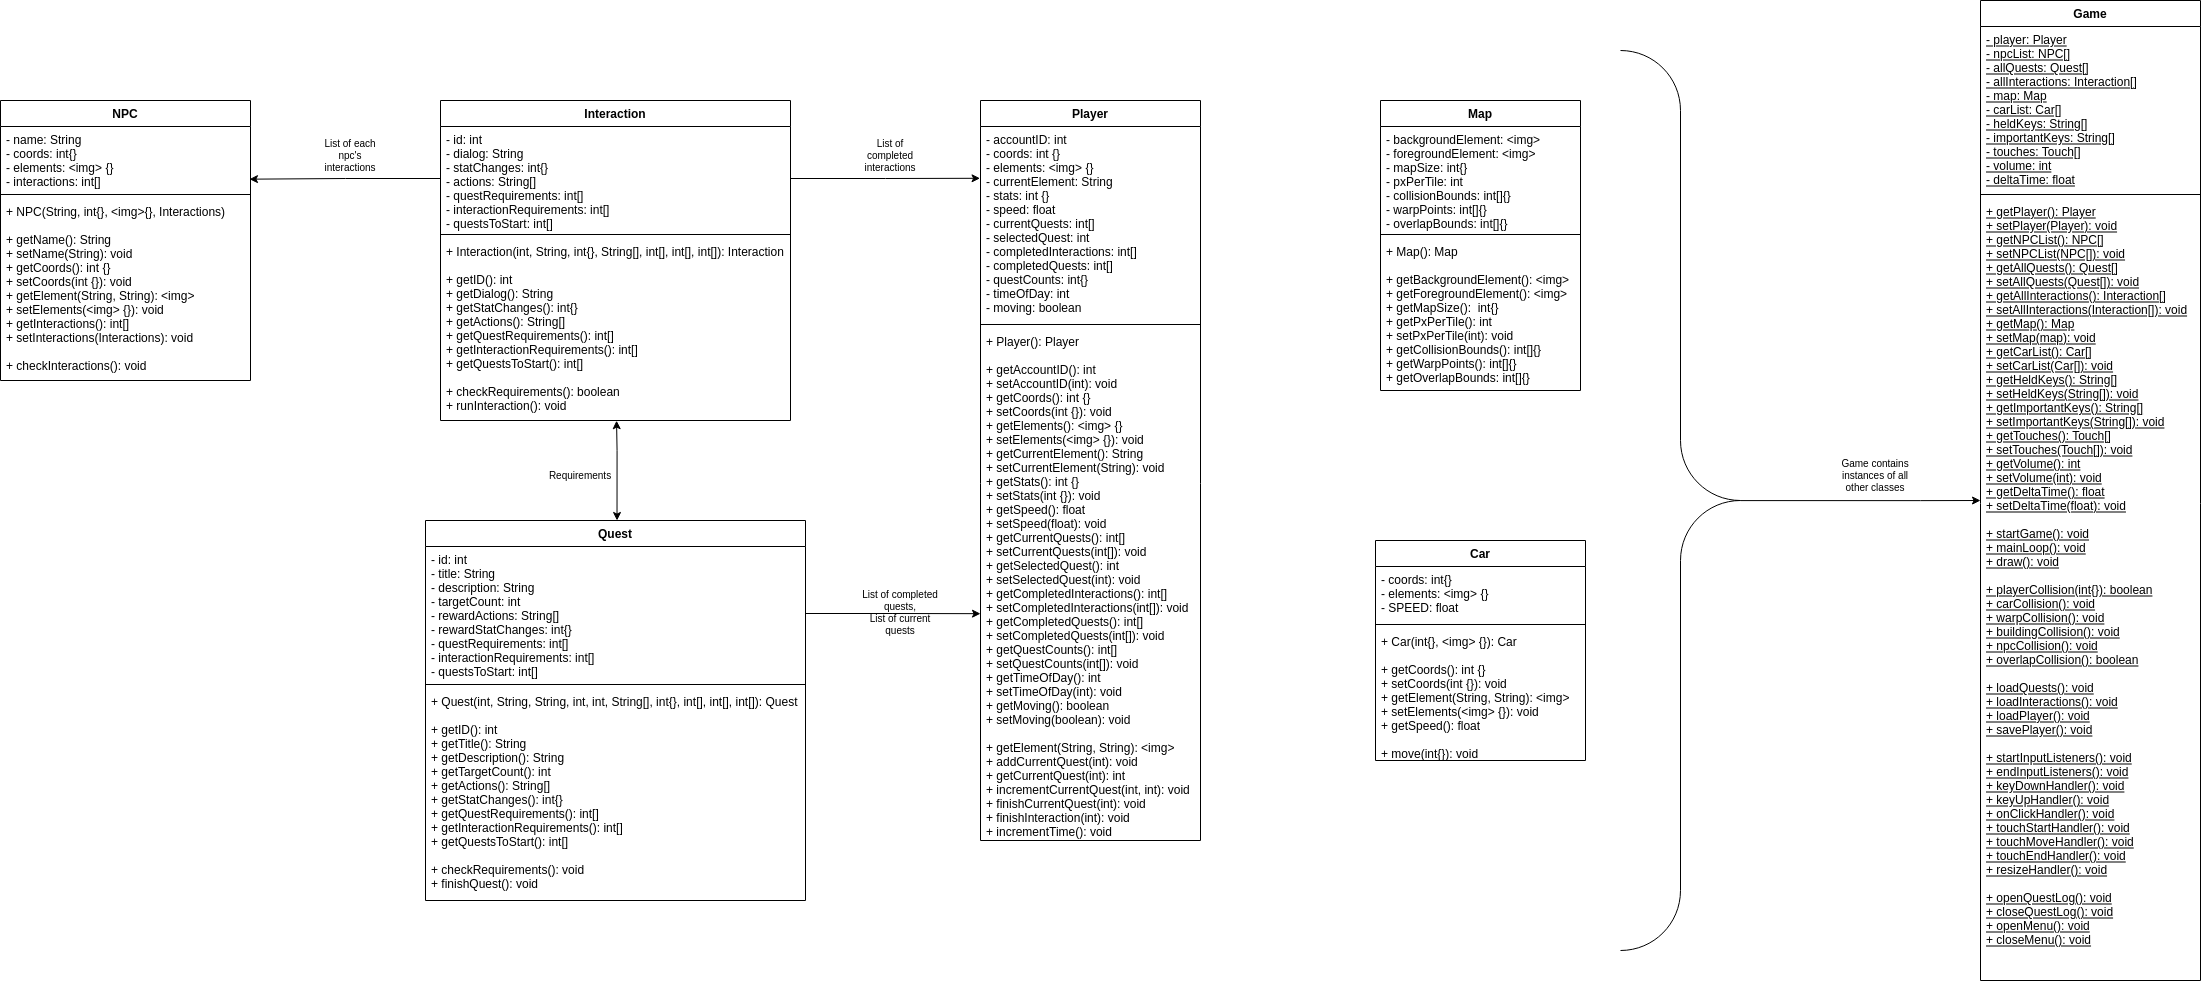 NPC
- name: String
- coords: int{}
- elements: <img> {}
- interactions: int[]
+ NPC(String, int{}, <img>{}, Interactions)
+ getName(): String
+ setName(String): void
+ getCoords(): int {}
+ setCoords(int {}): void
+ getElement(String, String): <img>
+ setElements(<img> {}): void
+ getInteractions(): int[]
+ setInteractions(Interactions): void
+ checkInteractions(): void
List of each
npc's
interactions
Interaction
- id: int
- dialog: String
- statChanges: int{}
- actions: String[]
- questRequirements: int[]
- interactionRequirements: int[]
- questsToStart: int[]
+ Interaction(int, String, int{}, String[], int[], int[], int[]): Interaction
+ getID(): int
+ getDialog(): String
+ getStatChanges(): int{}
+ getActions(): String[]
+ getQuestRequirements(): int[]
+ getInteractionRequirements(): int[]
+ getQuestsToStart(): int[]
+ checkRequirements(): boolean
+ runInteraction(): void
Requirements
Quest
- id: int
- title: String
- description: String
- targetCount: int
- rewardActions: String[]
- rewardStatChanges: int{}
- questRequirements: int[]
- interactionRequirements: int[]
- questsToStart: int[]
+ Quest(int, String, String, int, int, String[], int{}, int[], int[], int[]): Quest
+ getID(): int
+ getTitle(): String
+ getDescription(): String
+ getTargetCount(): int
+ getActions(): String[]
+ getStatChanges(): int{}
+ getQuestRequirements(): int[]
+ getInteractionRequirements(): int[]
+ getQuestsToStart(): int[]
+ checkRequirements(): void
+ finishQuest(): void
List of
completed
interactions
List of completed
quests,
List of current
quests
Player
- accountID: int
- coords: int {}
- elements: <img> {}
- currentElement: String
- stats: int {}
- speed: float
- currentQuests: int[]
- selectedQuest: int
- completedInteractions: int[]
- completedQuests: int[]
- questCounts: int{}
- timeOfDay: int
- moving: boolean
+ Player(): Player
+ getAccountID(): int
+ setAccountID(int): void
+ getCoords(): int {}
+ setCoords(int {}): void
+ getElements(): <img> {}
+ setElements(<img> {}): void
+ getCurrentElement(): String
+ setCurrentElement(String): void
+ getStats(): int {}
+ setStats(int {}): void
+ getSpeed(): float
+ setSpeed(float): void
+ getCurrentQuests(): int[]
+ setCurrentQuests(int[]): void
+ getSelectedQuest(): int
+ setSelectedQuest(int): void
+ getCompletedInteractions(): int[]
+ setCompletedInteractions(int[]): void
+ getCompletedQuests(): int[]
+ setCompletedQuests(int[]): void
+ getQuestCounts(): int[]
+ setQuestCounts(int[]): void
+ getTimeOfDay(): int
+ setTimeOfDay(int): void
+ getMoving(): boolean
+ setMoving(boolean): void
+ getElement(String, String): <img>
+ addCurrentQuest(int): void
+ getCurrentQuest(int): int
+ incrementCurrentQuest(int, int): void
+ finishCurrentQuest(int): void
+ finishInteraction(int): void
+ incrementTime(): void
Map
- backgroundElement: <img>
- foregroundElement: <img>
- mapSize: int{}
- pxPerTile: int
- collisionBounds: int[]{}
- warpPoints: int[]{}
- overlapBounds: int[]{}
+ Map(): Map
+ getBackgroundElement(): <img>
+ getForegroundElement(): <img>
+ getMapSize():  int{}
+ getPxPerTile(): int
+ setPxPerTile(int): void
+ getCollisionBounds(): int[]{}
+ getWarpPoints(): int[]{}
+ getOverlapBounds: int[]{}
Car
- coords: int{}
- elements: <img> {}
- SPEED: float
+ Car(int{}, <img> {}): Car
+ getCoords(): int {}
+ setCoords(int {}): void
+ getElement(String, String): <img>
+ setElements(<img> {}): void
+ getSpeed(): float
+ move(int{}): void
Game contains
instances of all
other classes
Game
- player: Player
- npcList: NPC[]
- allQuests: Quest[]
- allInteractions: Interaction[]
- map: Map
- carList: Car[]
- heldKeys: String[]
- importantKeys: String[]
- touches: Touch[]
- volume: int
- deltaTime: float
+ getPlayer(): Player
+ setPlayer(Player): void
+ getNPCList(): NPC[]
+ setNPCList(NPC[]): void
+ getAllQuests(): Quest[]
+ setAllQuests(Quest[]): void
+ getAllInteractions(): Interaction[]
+ setAllInteractions(Interaction[]): void
+ getMap(): Map
+ setMap(map): void
+ getCarList(): Car[]
+ setCarList(Car[]): void
+ getHeldKeys(): String[]
+ setHeldKeys(String[]): void
+ getImportantKeys(): String[]
+ setImportantKeys(String[]): void
+ getTouches(): Touch[]
+ setTouches(Touch[]): void
+ getVolume(): int
+ setVolume(int): void
+ getDeltaTime(): float
+ setDeltaTime(float): void
+ startGame(): void
+ mainLoop(): void
+ draw(): void
+ playerCollision(int{}): boolean
+ carCollision(): void
+ warpCollision(): void
+ buildingCollision(): void
+ npcCollision(): void
+ overlapCollision(): boolean
+ loadQuests(): void
+ loadInteractions(): void
+ loadPlayer(): void
+ savePlayer(): void
+ startInputListeners(): void
+ endInputListeners(): void
+ keyDownHandler(): void
+ keyUpHandler(): void
+ onClickHandler(): void
+ touchStartHandler(): void
+ touchMoveHandler(): void
+ touchEndHandler(): void
+ resizeHandler(): void
+ openQuestLog(): void
+ closeQuestLog(): void
+ openMenu(): void
+ closeMenu(): void